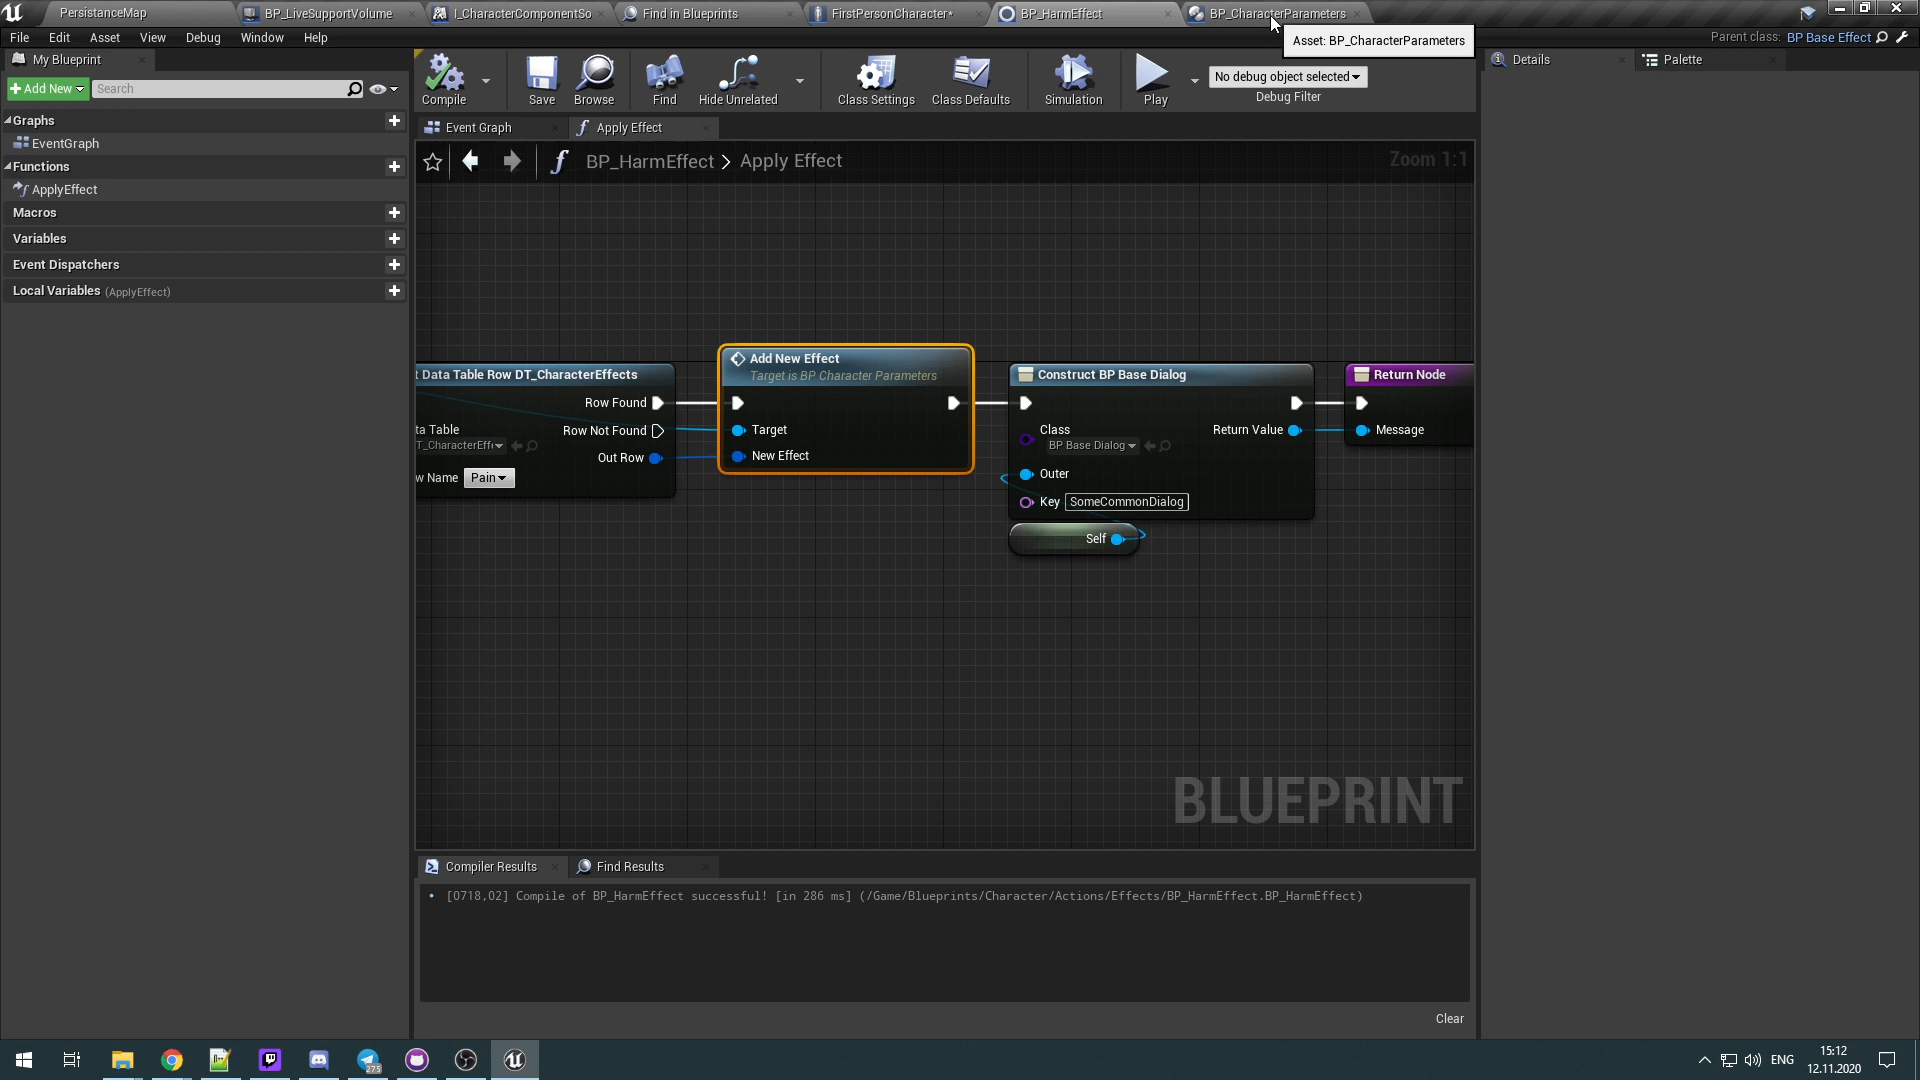 PersistanceMap
BP_LiveSupportVolume
I_CharacterComponentSo
Find in Blueprints
FirstPersonCharacter*
BP_HarmEffect
BP_CharacterParameters
File Edit Asset View Debug Window Help
Asset: BP_CharacterParameters
Parent class: BP Base Effect
My Blueprint
Add New
Search
Graphs
EventGraph
Functions
ApplyEffect
Macros
Variables
Event Dispatchers
Local Variables (ApplyEffect)
Compile
Save
Browse
Find
Hide Unrelated
Class Settings
Class Defaults
Simulation
Play
No debug object selected
Debug Filter
Details
Palette
Event Graph
Apply Effect
BP_HarmEffect > Apply Effect
Zoom 1:1
t Data Table Row DT_CharacterEffects
Row Found
ta Table
Row Not Found
T_CharacterEffe
Out Row
w Name Pain
Add New Effect
Target is BP Character Parameters
Target
New Effect
Construct BP Base Dialog
Class
BP Base Dialog
Return Value
Outer
Key SomeCommonDialog
Self
Return Node
Message
BLUEPRINT
Compiler Results
Find Results
[0718,02] Compile of BP_HarmEffect successful! [in 286 ms] (/Game/Blueprints/Character/Actions/Effects/BP_HarmEffect.BP_HarmEffect)
Clear
275
ENG
15:12
12.11.2020